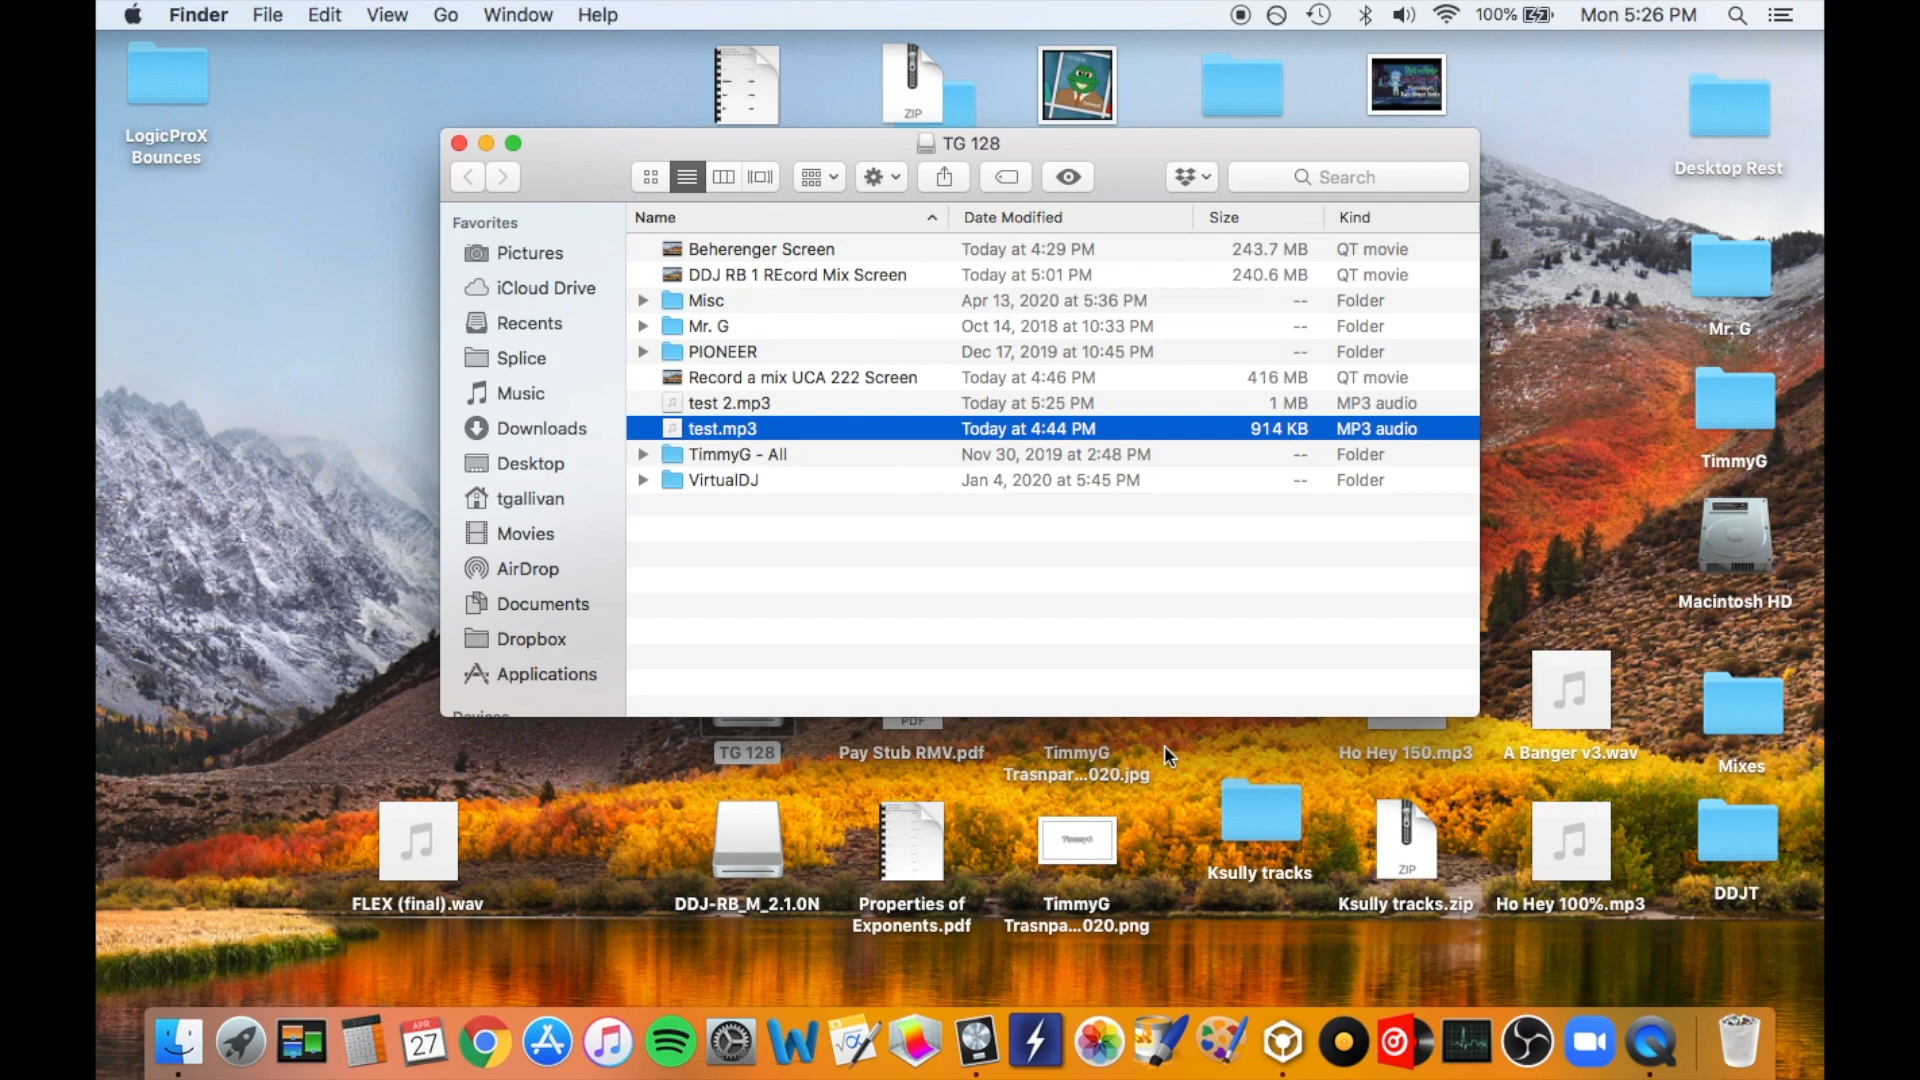 Finder File Edit View Go Window Help 100% Mon 5:26 PM
LogicProX
Bounces
ZIP
Desktop Rest
TG 128
Search
Favorites
Pictures
iCloud Drive
Recents
Splice
Music
Downloads
Desktop
tgallivan
Movies
AirDrop
Documents
Dropbox
Applications
Name Date Modified Size Kind
Beherenger Screen Today at 4:29 PM 243.7 MB QT movie
DDJ RB 1 REcord Mix Screen Today at 5:01 PM 240.6 MB QT movie
Misc Apr 13, 2020 at 5:36 PM -- Folder
Mr. G Oct 14, 2018 at 10:33 PM -- Folder
PIONEER Dec 17, 2019 at 10:45 PM -- Folder
Record a mix UCA 222 Screen Today at 4:46 PM 416 MB QT movie
test 2.mp3 Today at 5:25 PM 1 MB MP3 audio
test.mp3 Today at 4:44 PM 914 KB MP3 audio
TimmyG - All Nov 30, 2019 at 2:48 PM -- Folder
VirtualDJ Jan 4, 2020 at 5:45 PM -- Folder
Mr. G
TimmyG
Macintosh HD
PDF
TG 128
Pay Stub RMV.pdf
TimmyG
Trasnpar...020.jpg
Ho Hey 150.mp3
A Banger v3.wav
Mixes
FLEX (final).wav
DDJ-RB_M_2.1.0N
Properties of
Exponents.pdf
TimmyG
TimmyG
Trasnpa...020.png
Ksully tracks
ZIP
Ksully tracks.zip
Ho Hey 100%.mp3
DDJT
APR
27